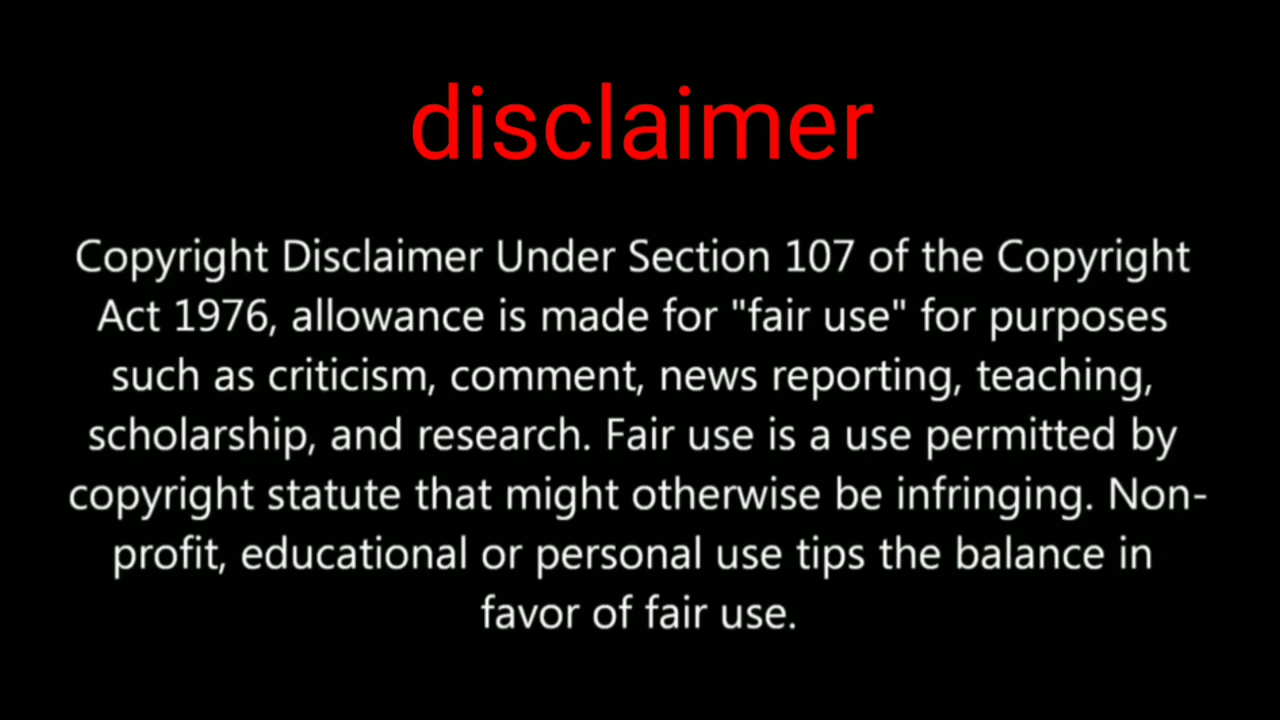 disclaimer
Copyright Disclaimer Under Section 107 of the Copyright
Act 1976, allowance is made for "fair use" for purposes
such as criticism, comment, news reporting, teaching,
scholarship, and research. Fair use is a use permitted by
copyright statute that might otherwise be infringing. Non-
profit, educational or personal use tips the balance in
favor of fair use.